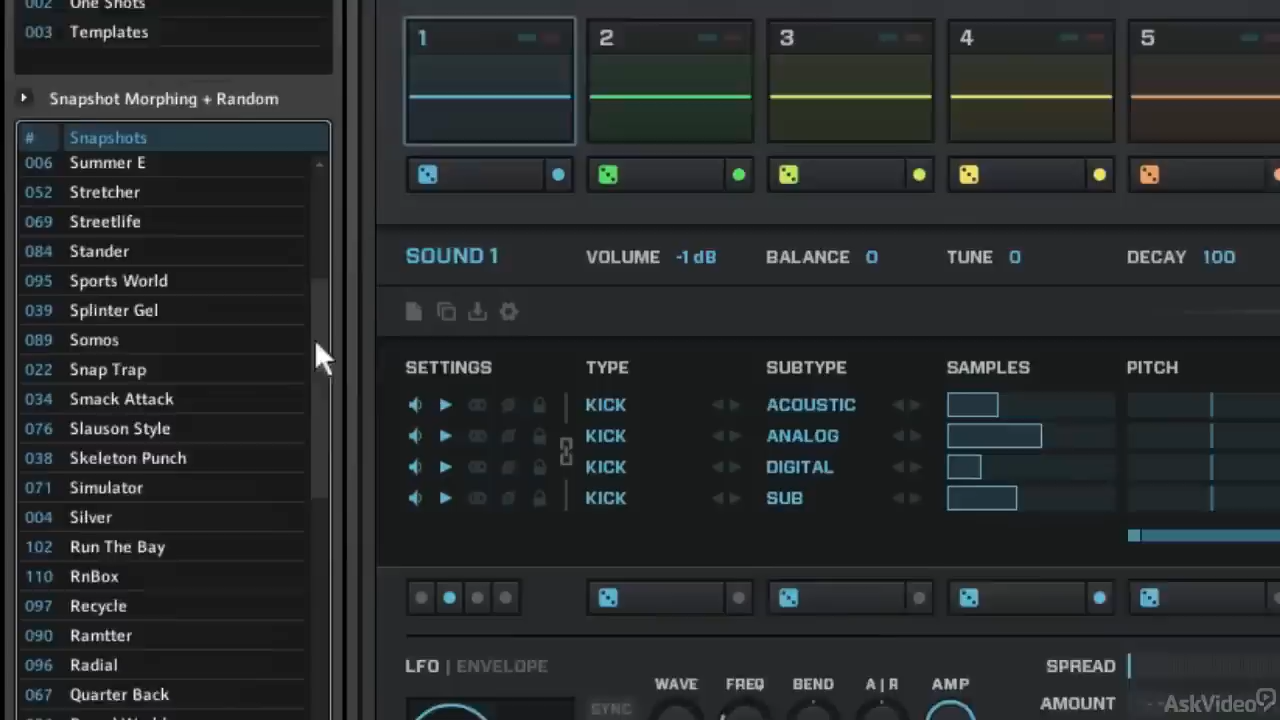 002 One Shots
003 Templates
Snapshot Morphing + Random
# Snapshots
006 Summer E
052 Stretcher
069 Streetlife
084 Stander
095 Sports World
039 Splinter Gel
089 Somos
022 Snap Trap
034 Smack Attack
076 Slauson Style
038 Skeleton Punch
071 Simulator
004 Silver
102 Run The Bay
110 RnBox
097 Recycle
090 Ramtter
096 Radial
067 Quarter Back
1 2 3 4 5
SOUND 1 VOLUME -1 dB BALANCE 0 TUNE 0 DECAY 100
SETTINGS TYPE SUBTYPE SAMPLES PITCH
KICK ACOUSTIC
KICK ANALOG
KICK DIGITAL
KICK SUB
LFO | ENVELOPE SPREAD
WAVE FREQ BEND A | R AMP
SYNC AMOUNT
AskVideo